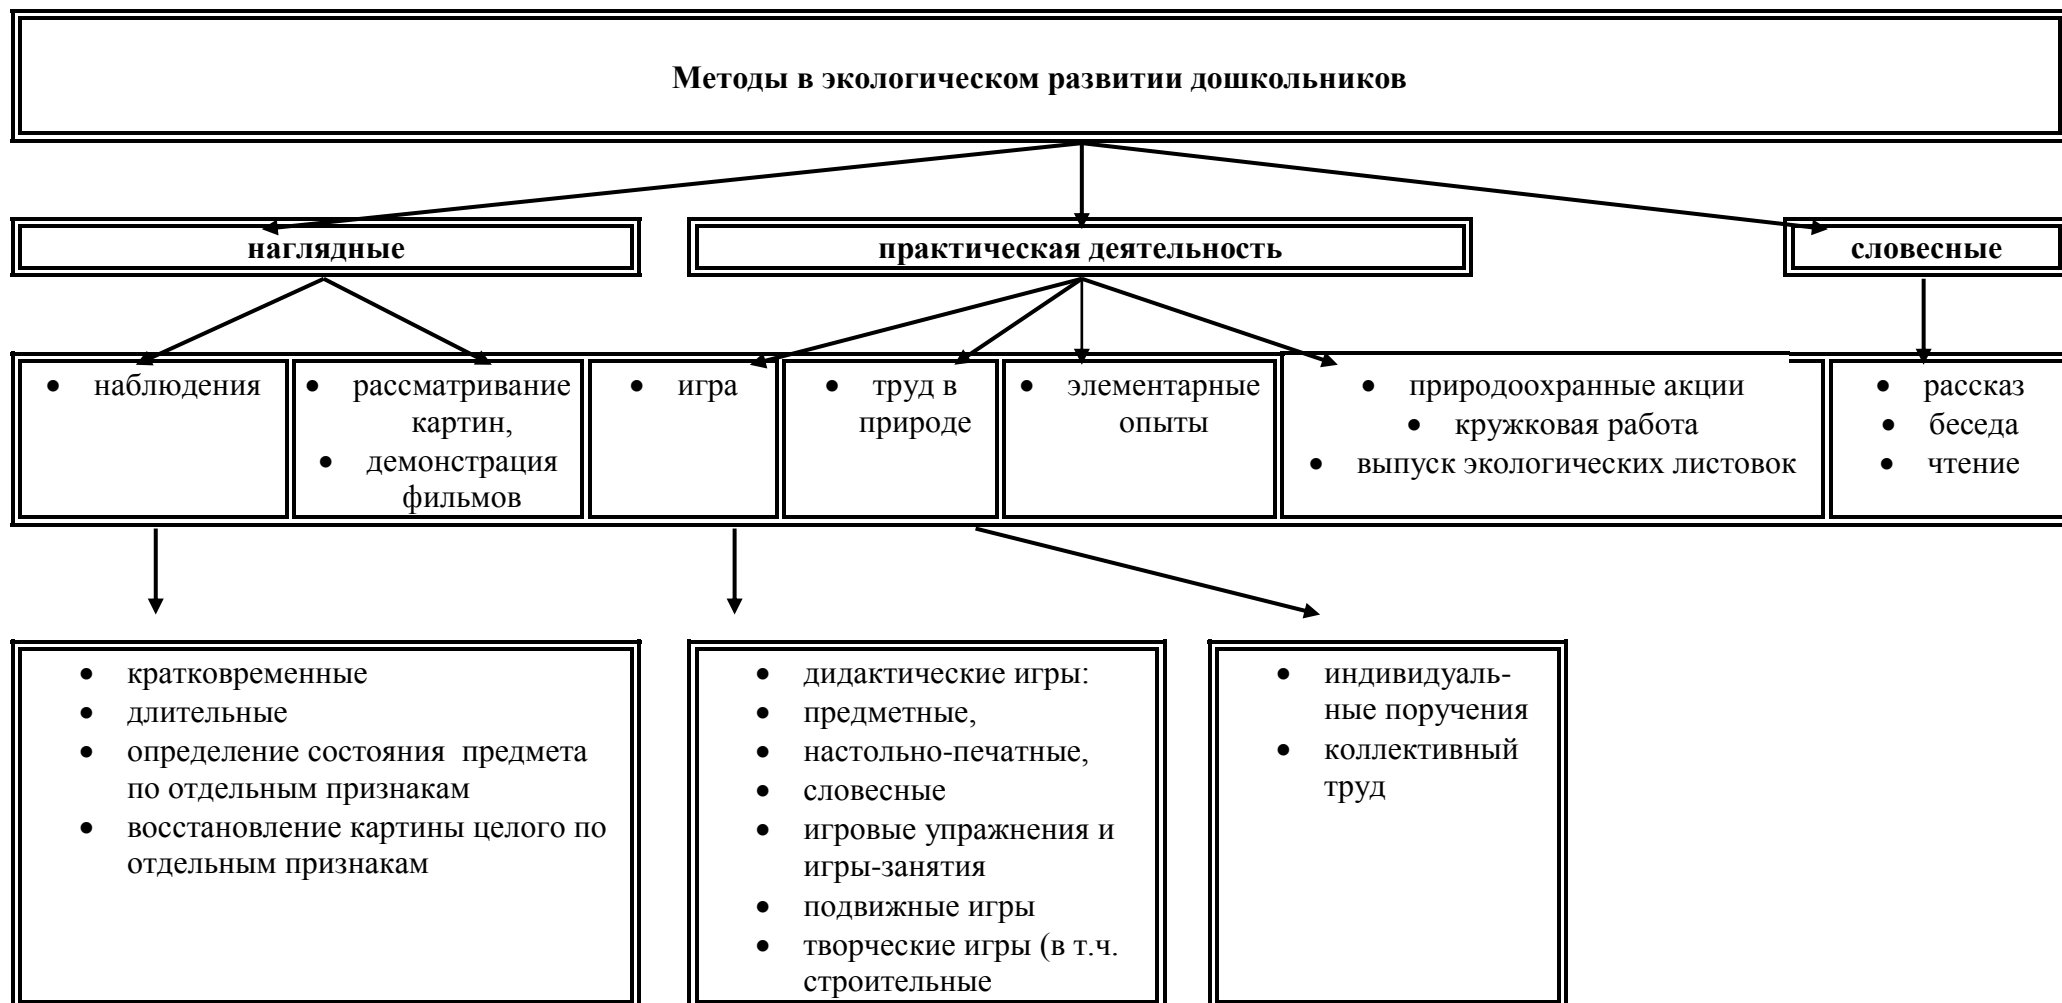 Методы в экологическом развитии дошкольников
наглядные
практическая деятельность
словесные
• наблюдения
• рассматривание
картин,
• демонстрация
фильмов
• игра
• труд в
природе
• элементарные
опыты
• природоохранные акции
• кружковая работа
• выпуск экологических листовок
• рассказ
• беседа
• чтение
• кратковременные
• длительные
• определение состояния предмета
по отдельным признакам
• восстановление картины целого по
отдельным признакам
• дидактические игры:
• предметные,
• настольно-печатные,
• словесные
• игровые упражнения и
игры-занятия
• подвижные игры
• творческие игры (в т.ч.
строительные
• индивидуаль-
ные поручения
• коллективный
труд